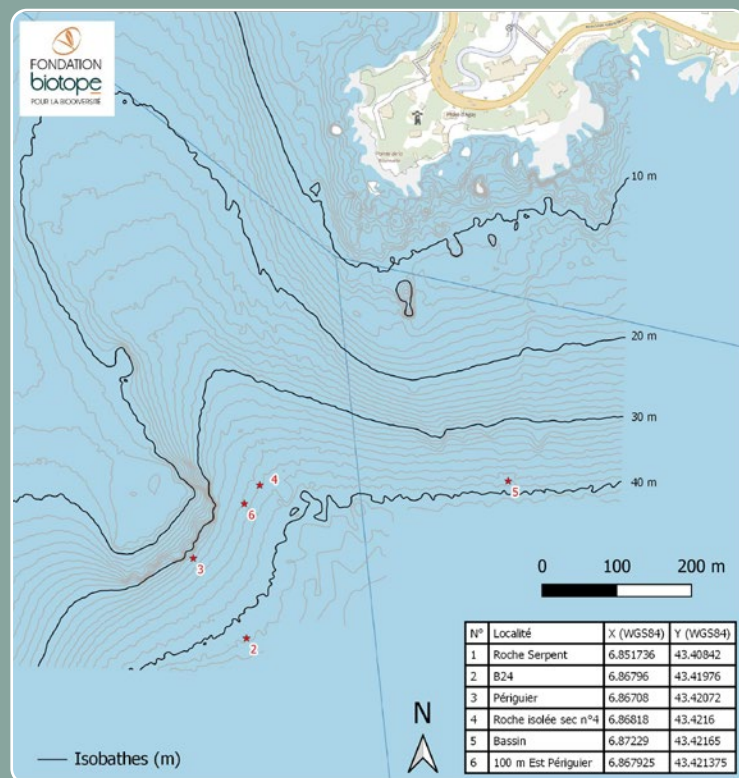 FONDATION
biotope
POUR LA BIODIVERSITÉ
10 m
20 m
30 m
40 m
4
6
5
3
2
0 100 200 m
N
N° Localité X (WGS84) Y (WGS84)
1 Roche Serpent 6.851736 43.40842
2 B24 6.86796 43.41976
3 Périguier 6.86708 43.42072
4 Roche isolée sec n°4 6.86818 43.4216
5 Bassin 6.87229 43.42165
6 100 m Est Périguier 6.867925 43.421375
Isobathes (m)